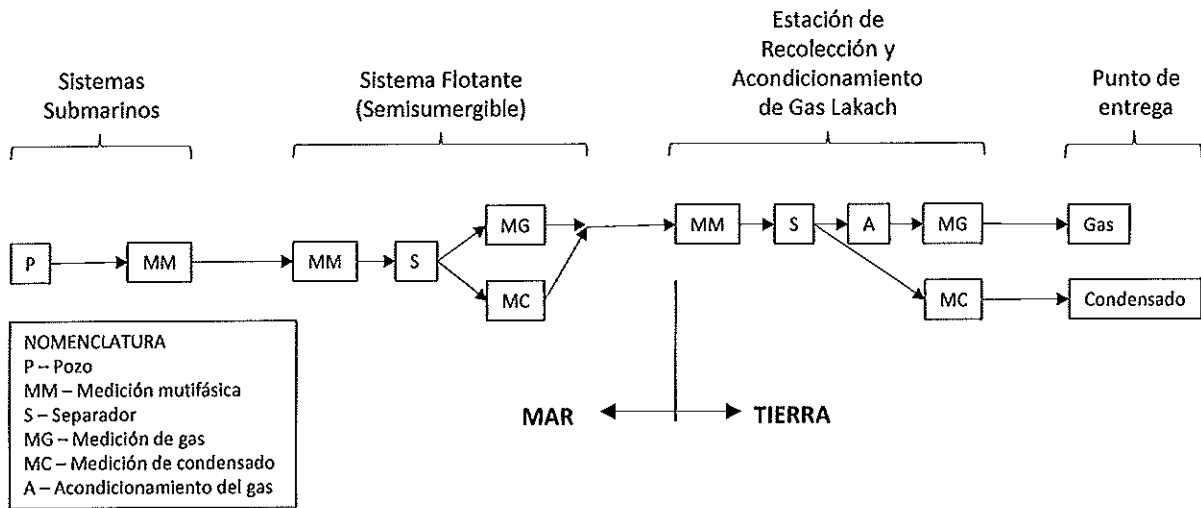 Sistemas
Submarinos
Sistema Flotante
(Semisumergible)
Estación de
Recolección y
Acondicionamiento
de Gas Lakach
Punto de
entrega
P
MM
MM
S
MG
MC
MM
S
A
MG
MC
Gas
Condensado
NOMENCLATURA
P – Pozo
MM – Medición mutifásica
S – Separador
MG – Medición de gas
MC – Medición de condensado
A – Acondicionamiento del gas
MAR
TIERRA